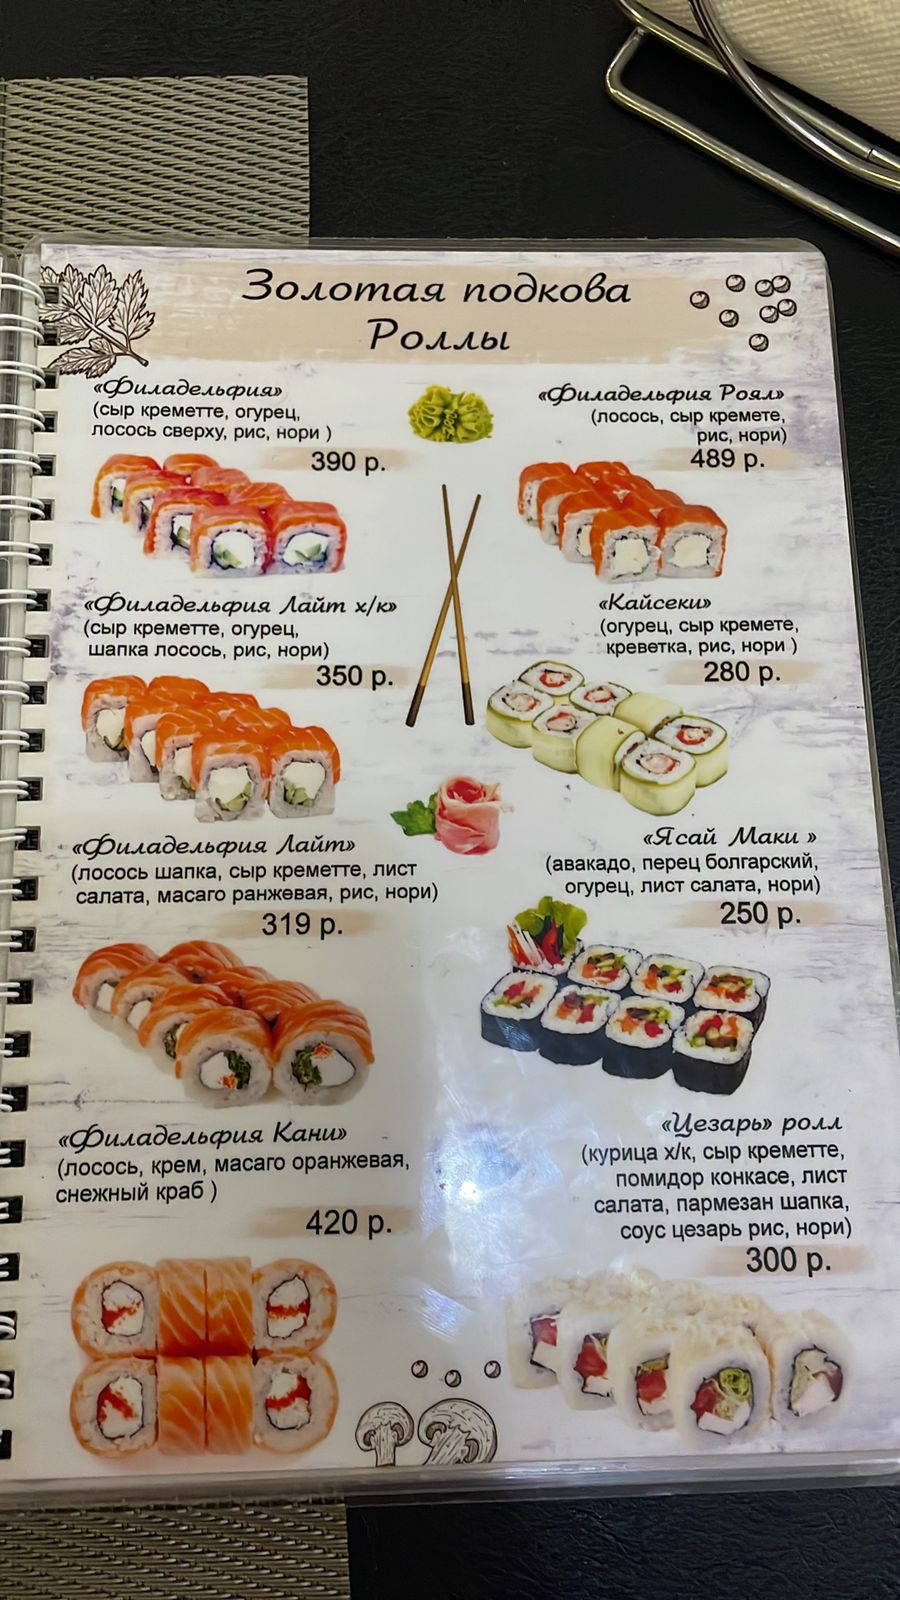 Золотая подкова
Роллы
«Филадельфия»
(сыр креметте, огурец,
лосось сверху, рис, нори )
390 р.
«Филадельфия Лайт х/к»
(сыр креметте, огурец,
шапка лосось, рис, нори)
350 р.
«Филадельфия Лайт»
(лосось шапка, сыр креметте, лист
салата, масаго ранжевая, рис, нори)
319 р.
«Филадельфия Кани»
(лосось, крем, масаго оранжевая,
снежный краб )
420 р.
«Филадельфия Роял»
(лосось, сыр кремете,
рис, нори)
489 р.
«Кайсеки»
(огурец, сыр кремете,
креветка, рис, нори )
280 р.
«Ясай Маки »
(авакадо, перец болгарский,
огурец, лист салата, нори)
250 р.
«Цезарь» ролл
(курица х/к, сыр креметте,
помидор конкасе, лист
салата, пармезан шапка,
соус цезарь рис, нори)
300 р.